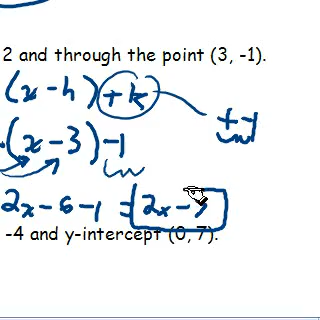 2 and through the point (3, -1).
(x - h) + k
+ -1
(x - 3) - 1
2x - 6 - 1 = 2x - 7
-4 and y-intercept (0, 7).